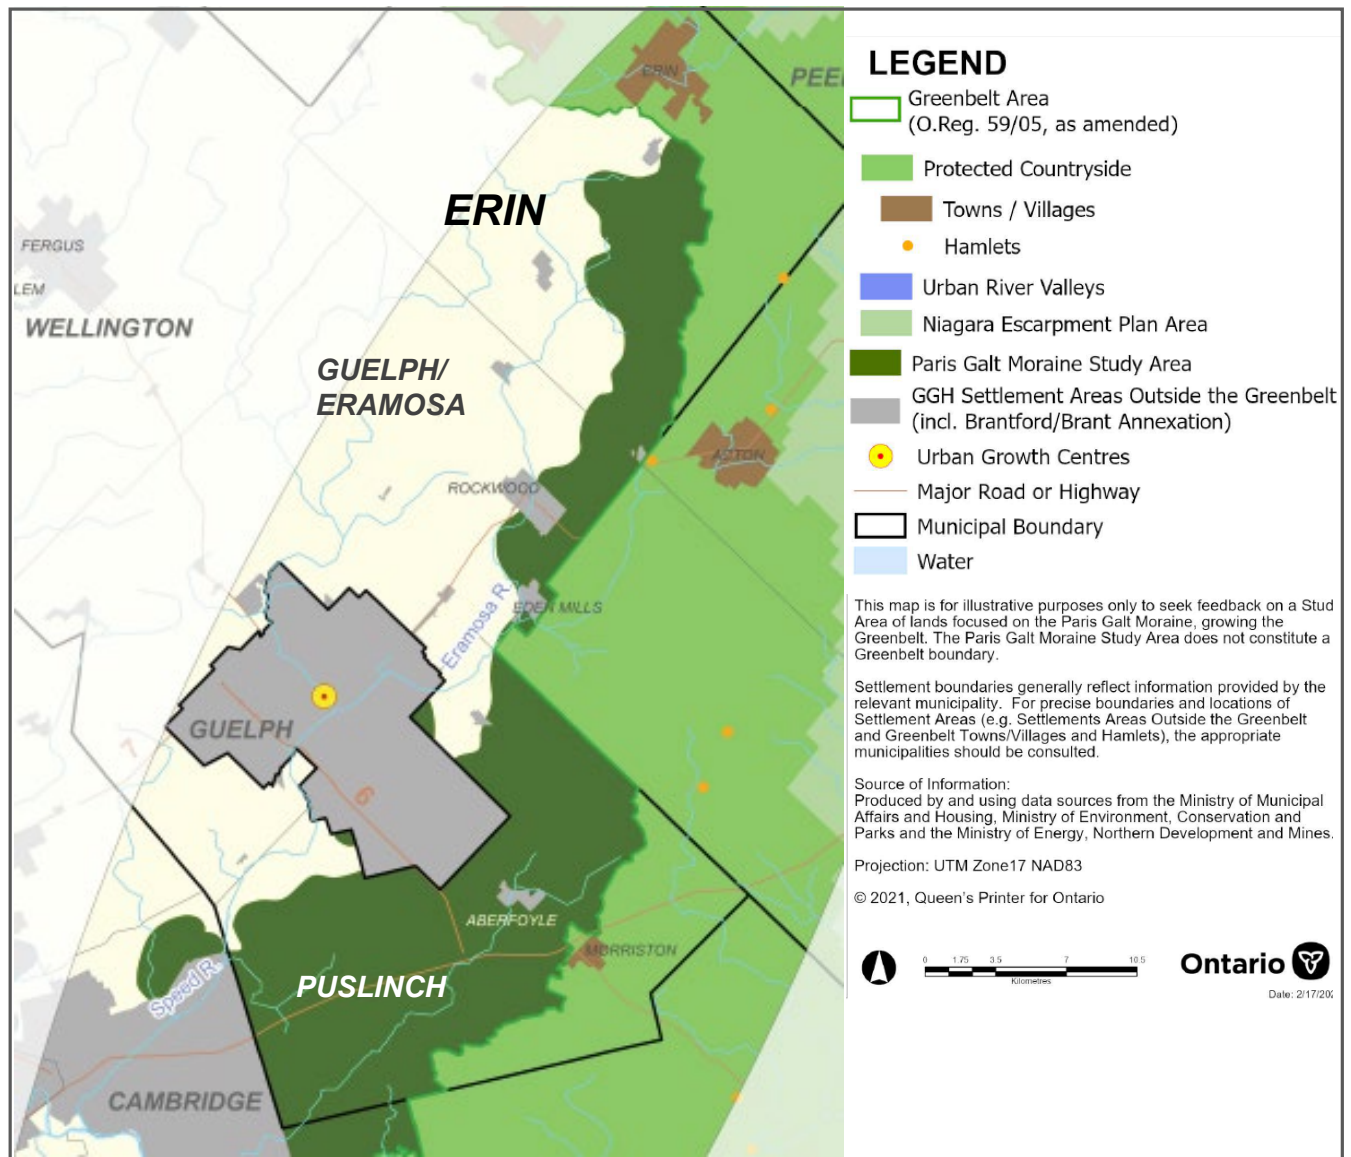 ERIN
PEEL
ERIN
FERGUS
LEM
WELLINGTON
GUELPH/
ERAMOSA
ACTON
ROCKWOOD
EDEN MILLS
Eramosa R.
GUELPH
7
6
ABERFOYLE
MORRISTON
PUSLINCH
Speed R.
CAMBRIDGE
LEGEND
Greenbelt Area
(O.Reg. 59/05, as amended)
Protected Countryside
Towns / Villages
Hamlets
Urban River Valleys
Niagara Escarpment Plan Area
Paris Galt Moraine Study Area
GGH Settlement Areas Outside the Greenbelt
(incl. Brantford/Brant Annexation)
Urban Growth Centres
Major Road or Highway
Municipal Boundary
Water
This map is for illustrative purposes only to seek feedback on a Stud
Area of lands focused on the Paris Galt Moraine, growing the
Greenbelt. The Paris Galt Moraine Study Area does not constitute a
Greenbelt boundary.
Settlement boundaries generally reflect information provided by the
relevant municipality. For precise boundaries and locations of
Settlement Areas (e.g. Settlements Areas Outside the Greenbelt
and Greenbelt Towns/Villages and Hamlets), the appropriate
municipalities should be consulted.
Source of Information:
Produced by and using data sources from the Ministry of Municipal
Affairs and Housing, Ministry of Environment, Conservation and
Parks and the Ministry of Energy, Northern Development and Mines.
Projection: UTM Zone17 NAD83
© 2021, Queen's Printer for Ontario
0 1.75 3.5 7 10.5
Kilometres
Ontario
Date: 2/17/202